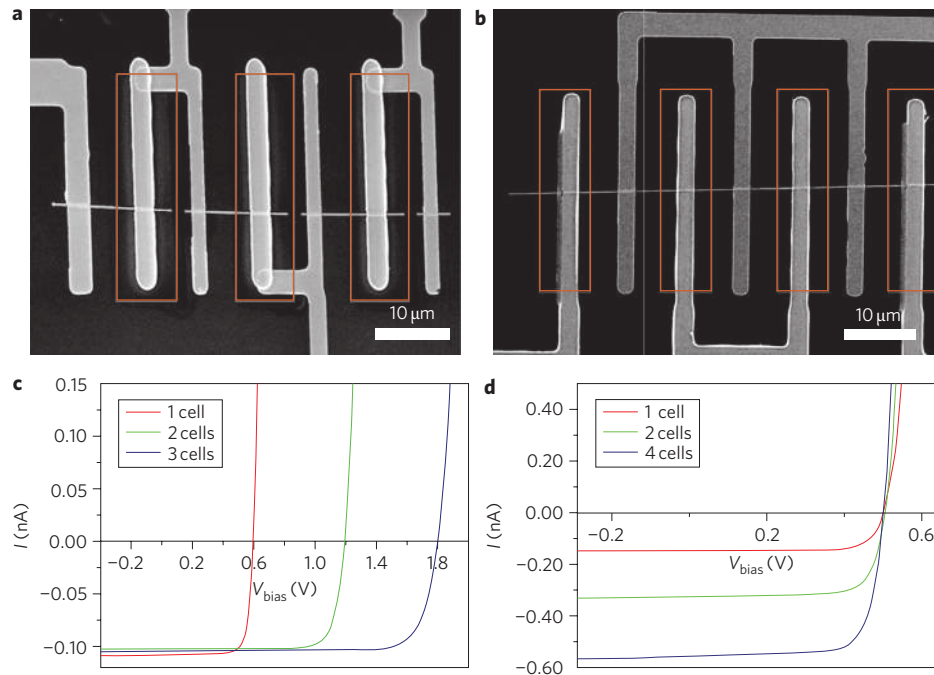 a
10 µm
b
10 µm
c
0.15
0.10
0.05
0.00
−0.05
−0.10
I (nA)
1 cell
2 cells
3 cells
−0.2
0.2
0.6
1.0
1.4
1.8
Vbias (V)
d
0.40
0.20
0.00
−0.20
−0.40
−0.60
I (nA)
1 cell
2 cells
4 cells
−0.2
0.2
0.6
Vbias (V)